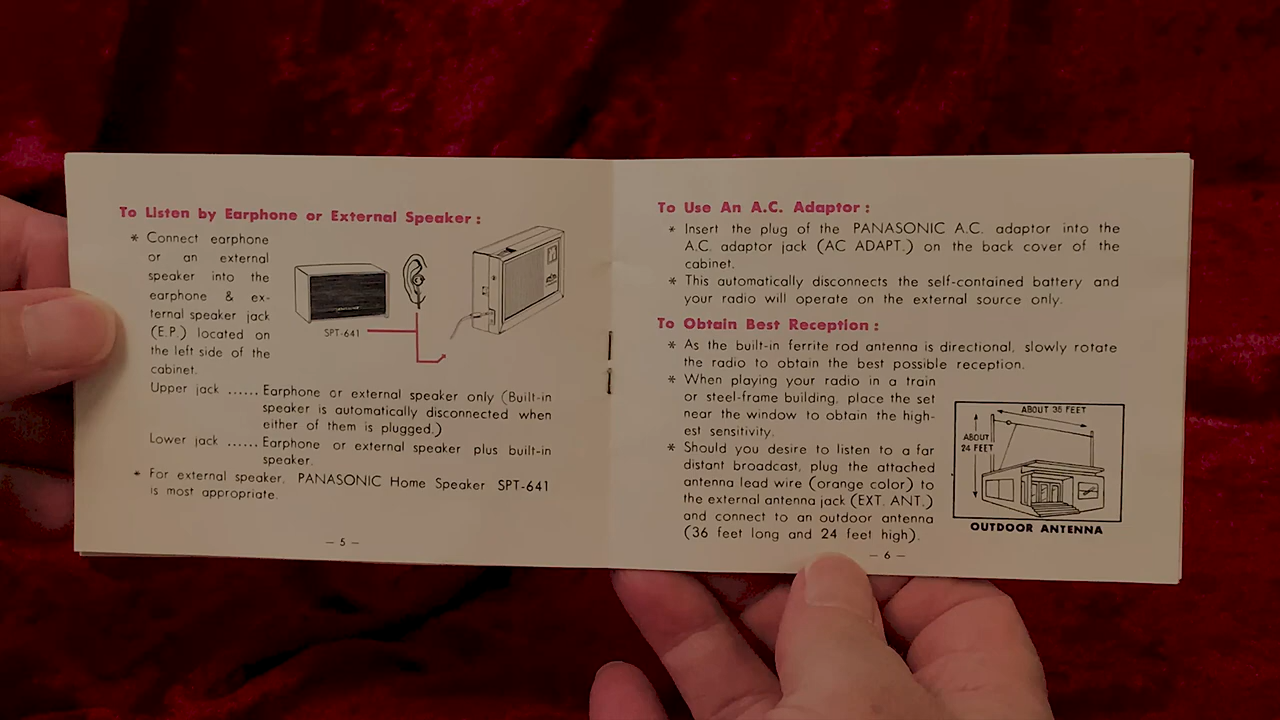 To Listen by Earphone or External Speaker :
* Connect earphone
or an external
speaker into the
earphone & ex-
ternal speaker jack
(E.P.) located on
the left side of the
cabinet.
SPT-641
Upper jack ...... Earphone or external speaker only (Built-in
speaker is automatically disconnected when
either of them is plugged.)
Lower jack ...... Earphone or external speaker plus built-in
speaker.
* For external speaker, PANASONIC Home Speaker SPT-641
is most appropriate.
— 5 —
To Use An A.C. Adaptor :
* Insert the plug of the PANASONIC A.C. adaptor into the
A.C. adaptor jack (AC ADAPT.) on the back cover of the
cabinet.
* This automatically disconnects the self-contained battery and
your radio will operate on the external source only.
To Obtain Best Reception :
* As the built-in ferrite rod antenna is directional, slowly rotate
the radio to obtain the best possible reception.
* When playing your radio in a train
or steel-frame building, place the set
near the window to obtain the high-
est sensitivity.
* Should you desire to listen to a far
distant broadcast, plug the attached
antenna lead wire (orange color) to
the external antenna jack (EXT. ANT.)
and connect to an outdoor antenna
(36 feet long and 24 feet high).
ABOUT 36 FEET
ABOUT
24 FEET
OUTDOOR ANTENNA
— 6 —